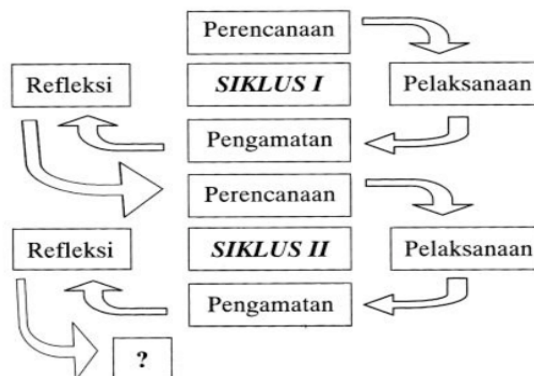 Perencanaan
Refleksi
SIKLUS I
Pelaksanaan
Pengamatan
Perencanaan
Refleksi
SIKLUS II
Pelaksanaan
Pengamatan
?